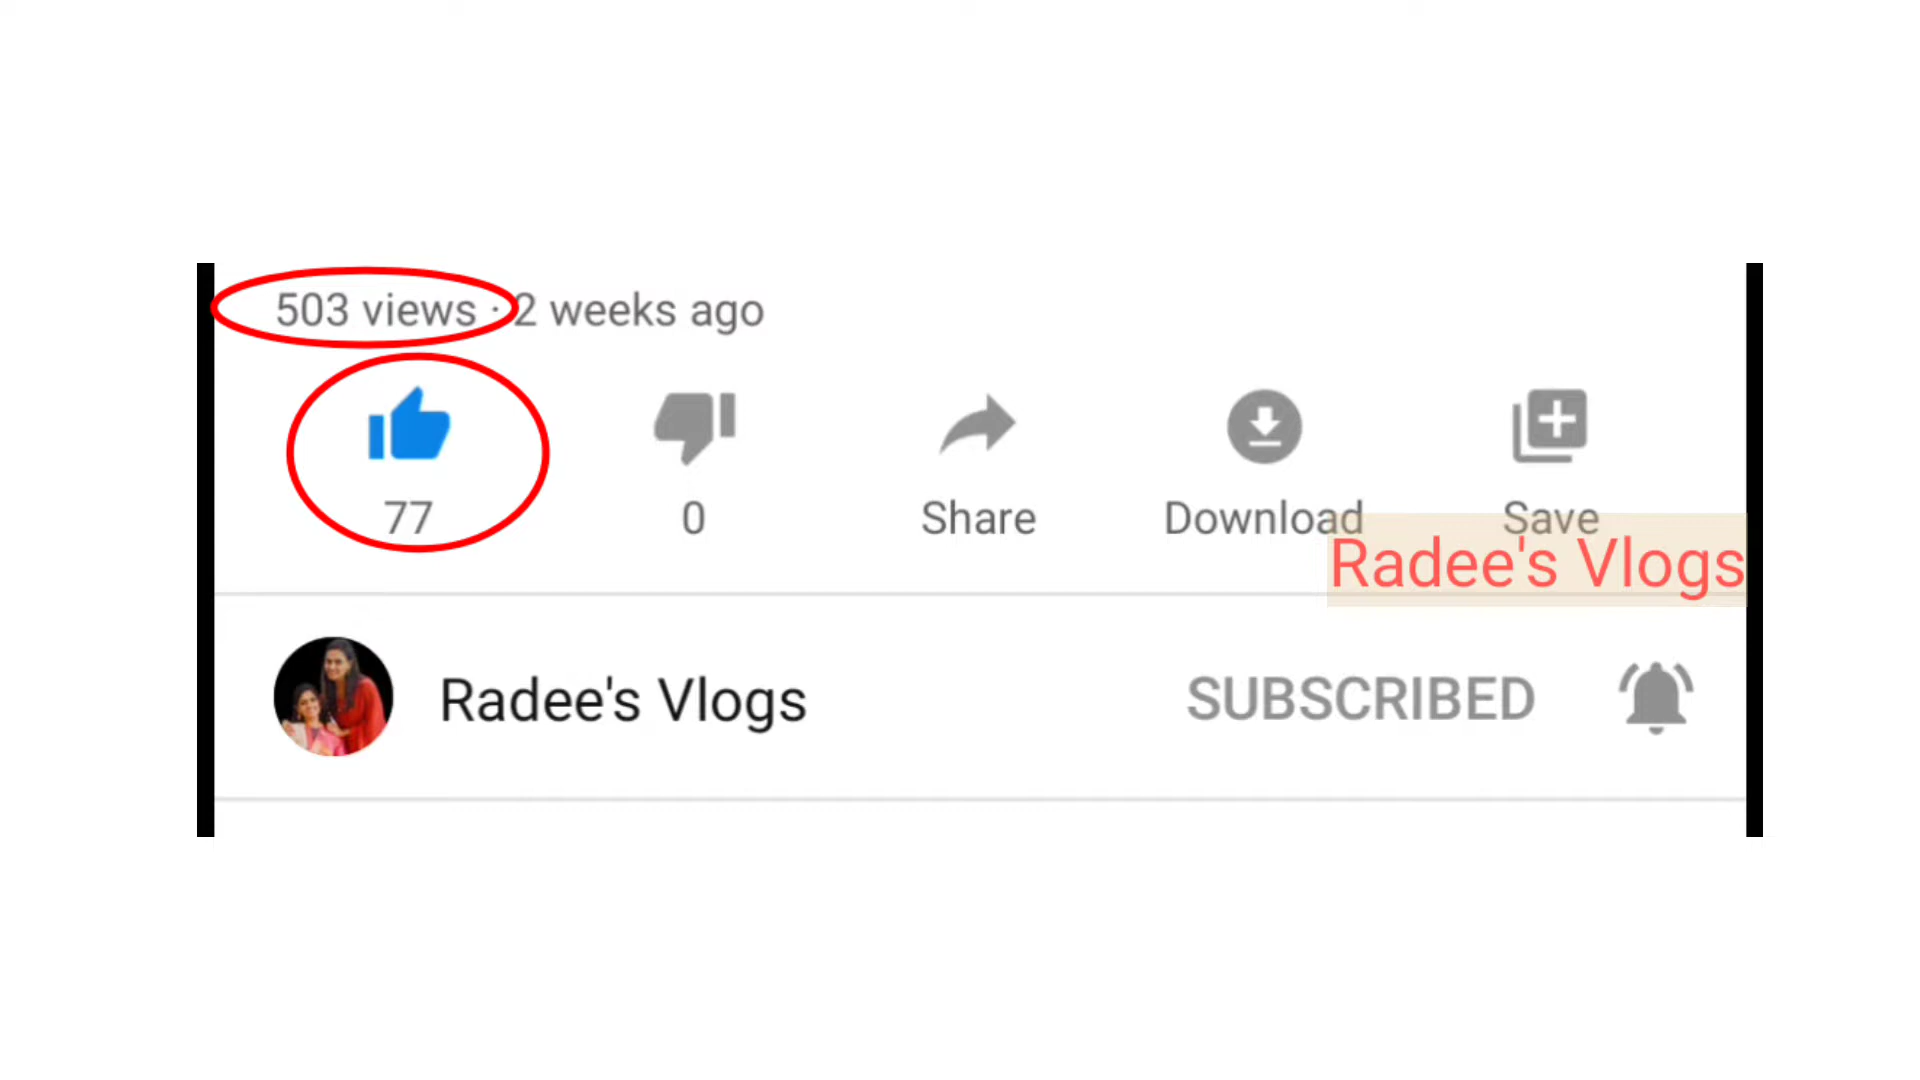 503 views · 2 weeks ago
77 0 Share Download Save
Radee's Vlogs
Radee's Vlogs SUBSCRIBED